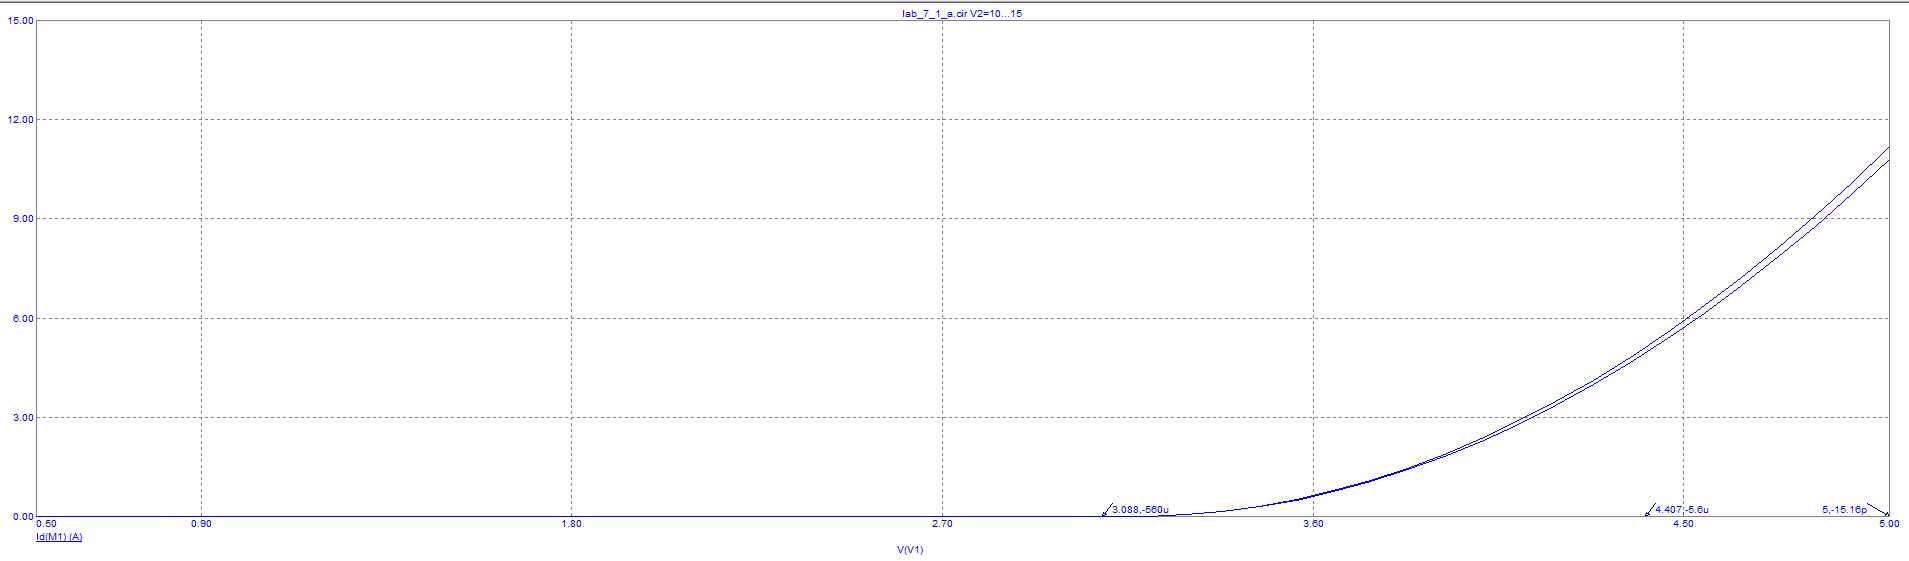 lab_7_1_a.cir V2=10...15
15.00
12.00
9.00
6.00
3.00
0.00
3.088,-560u
4.407,-5.6u
5,-15.16p
0.50 0.90 1.80 2.70 3.60 4.50 5.00
Id(M1) (A)
V(V1)